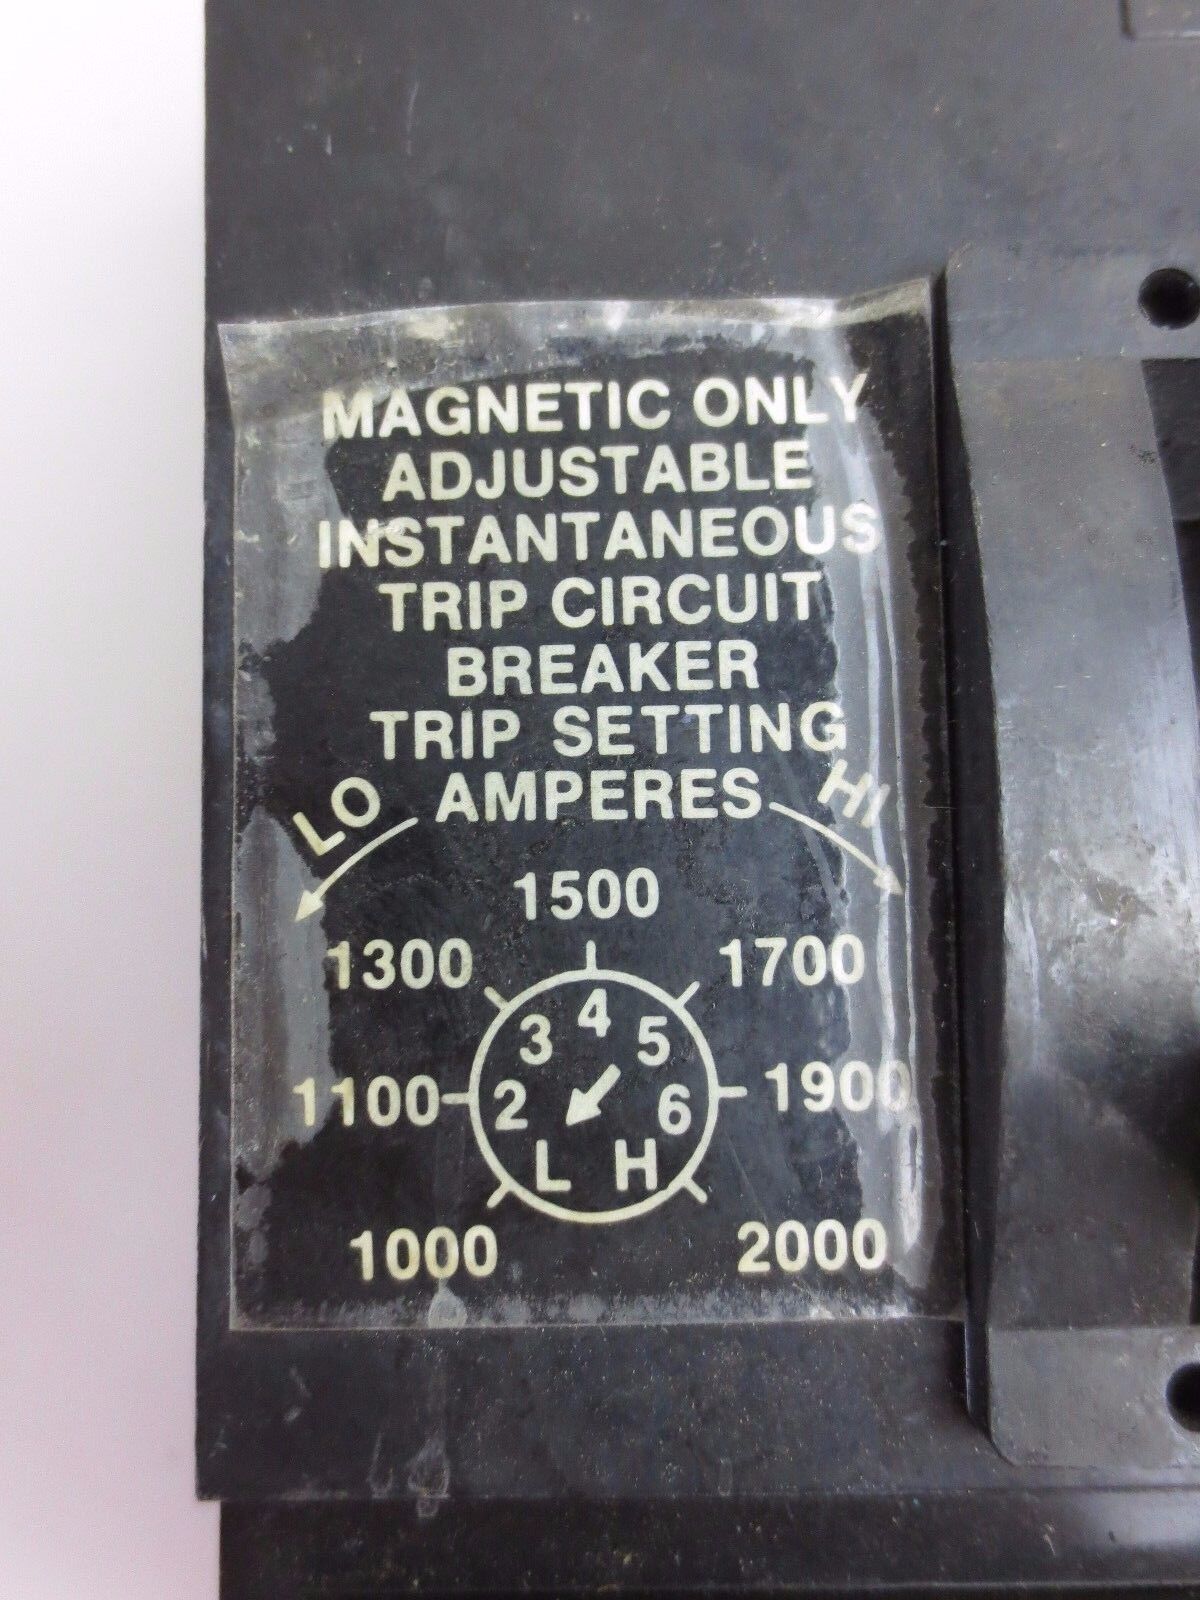 MAGNETIC ONLY
ADJUSTABLE
INSTANTANEOUS
TRIP CIRCUIT
BREAKER
TRIP SETTING
LO AMPERES HI
1500
1300 1700
4
3 5
1100 2 6 1900
L H
1000 2000